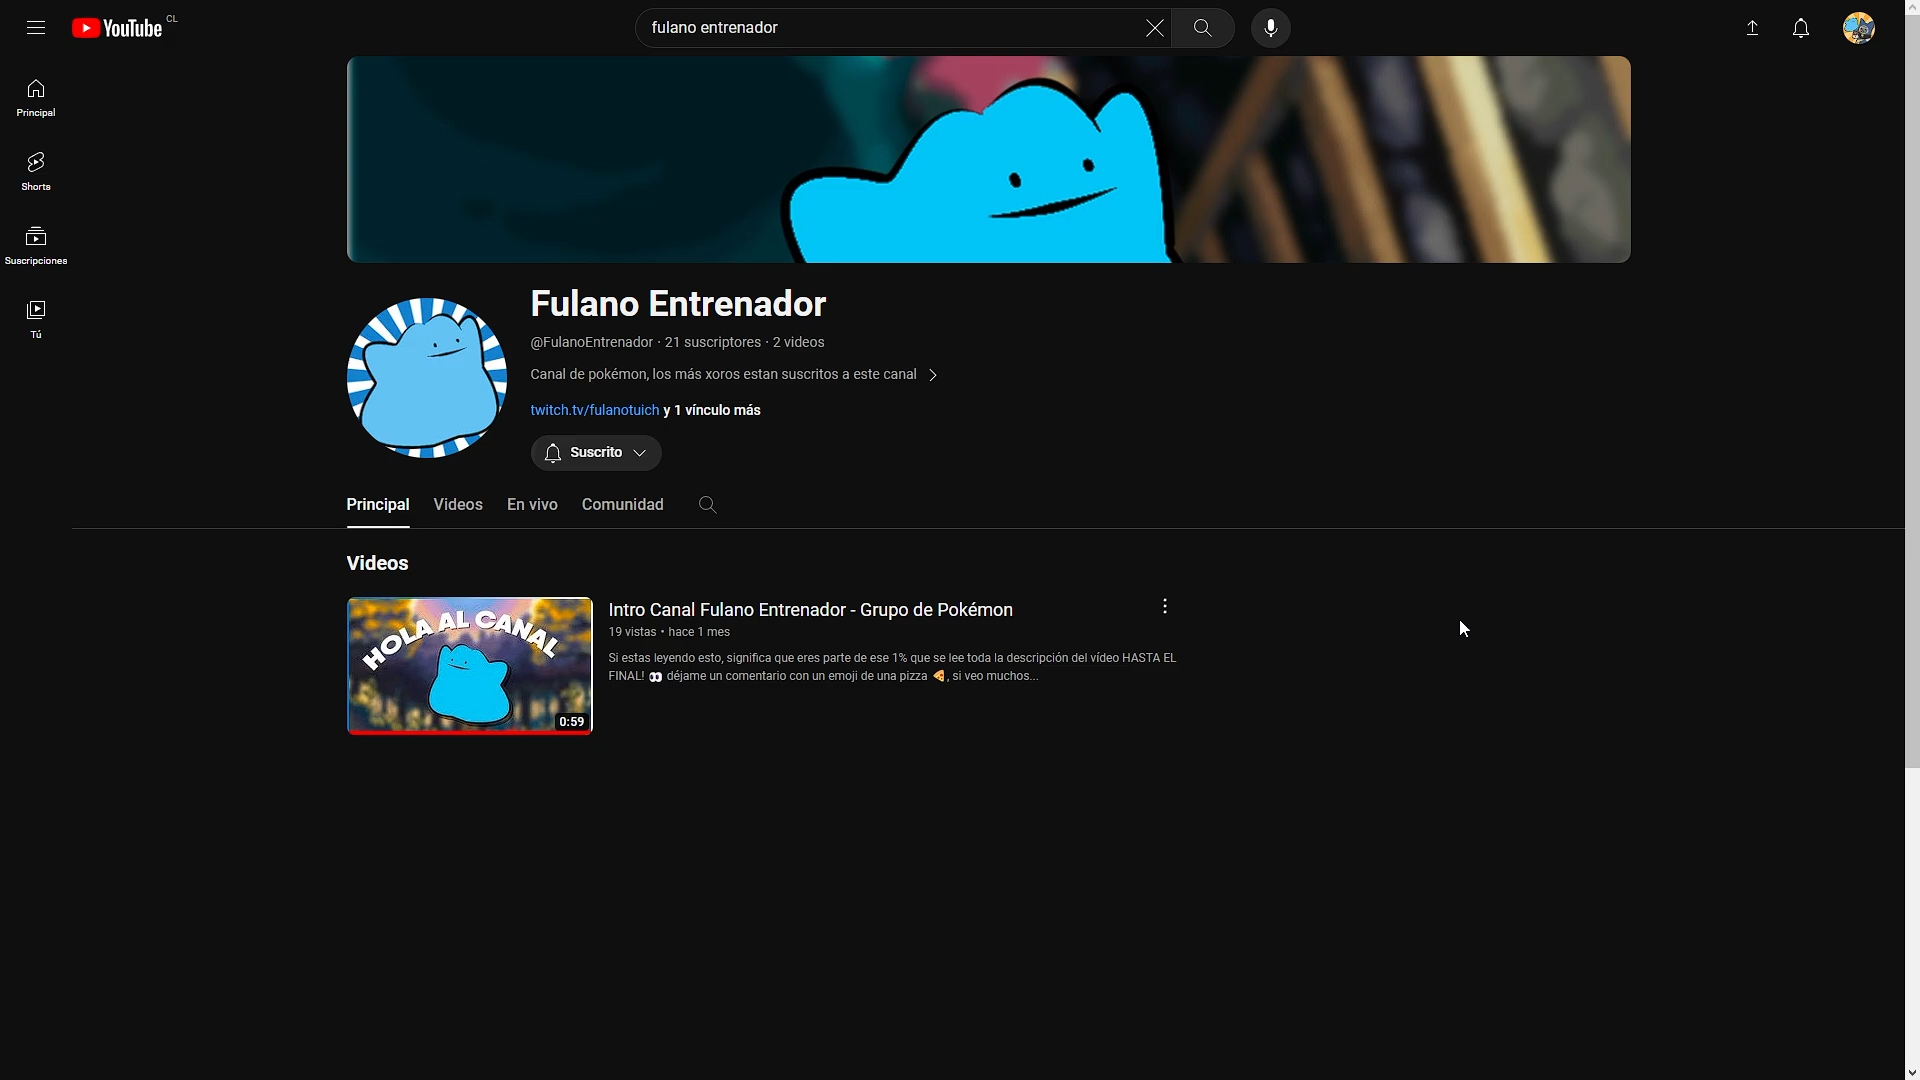 YouTube CL
fulano entrenador
Principal
Shorts
Suscripciones
Tú
Fulano Entrenador
@FulanoEntrenador · 21 suscriptores · 2 videos
Canal de pokémon, los más xoros estan suscritos a este canal
twitch.tv/fulanotuich y 1 vínculo más
Suscrito
Principal Videos En vivo Comunidad
Videos
HOLA AL CANAL
0:59
Intro Canal Fulano Entrenador - Grupo de Pokémon
19 vistas • hace 1 mes
Si estas leyendo esto, significa que eres parte de ese 1% que se lee toda la descripción del vídeo HASTA EL
FINAL! 👀 déjame un comentario con un emoji de una pizza 🍕, si veo muchos...